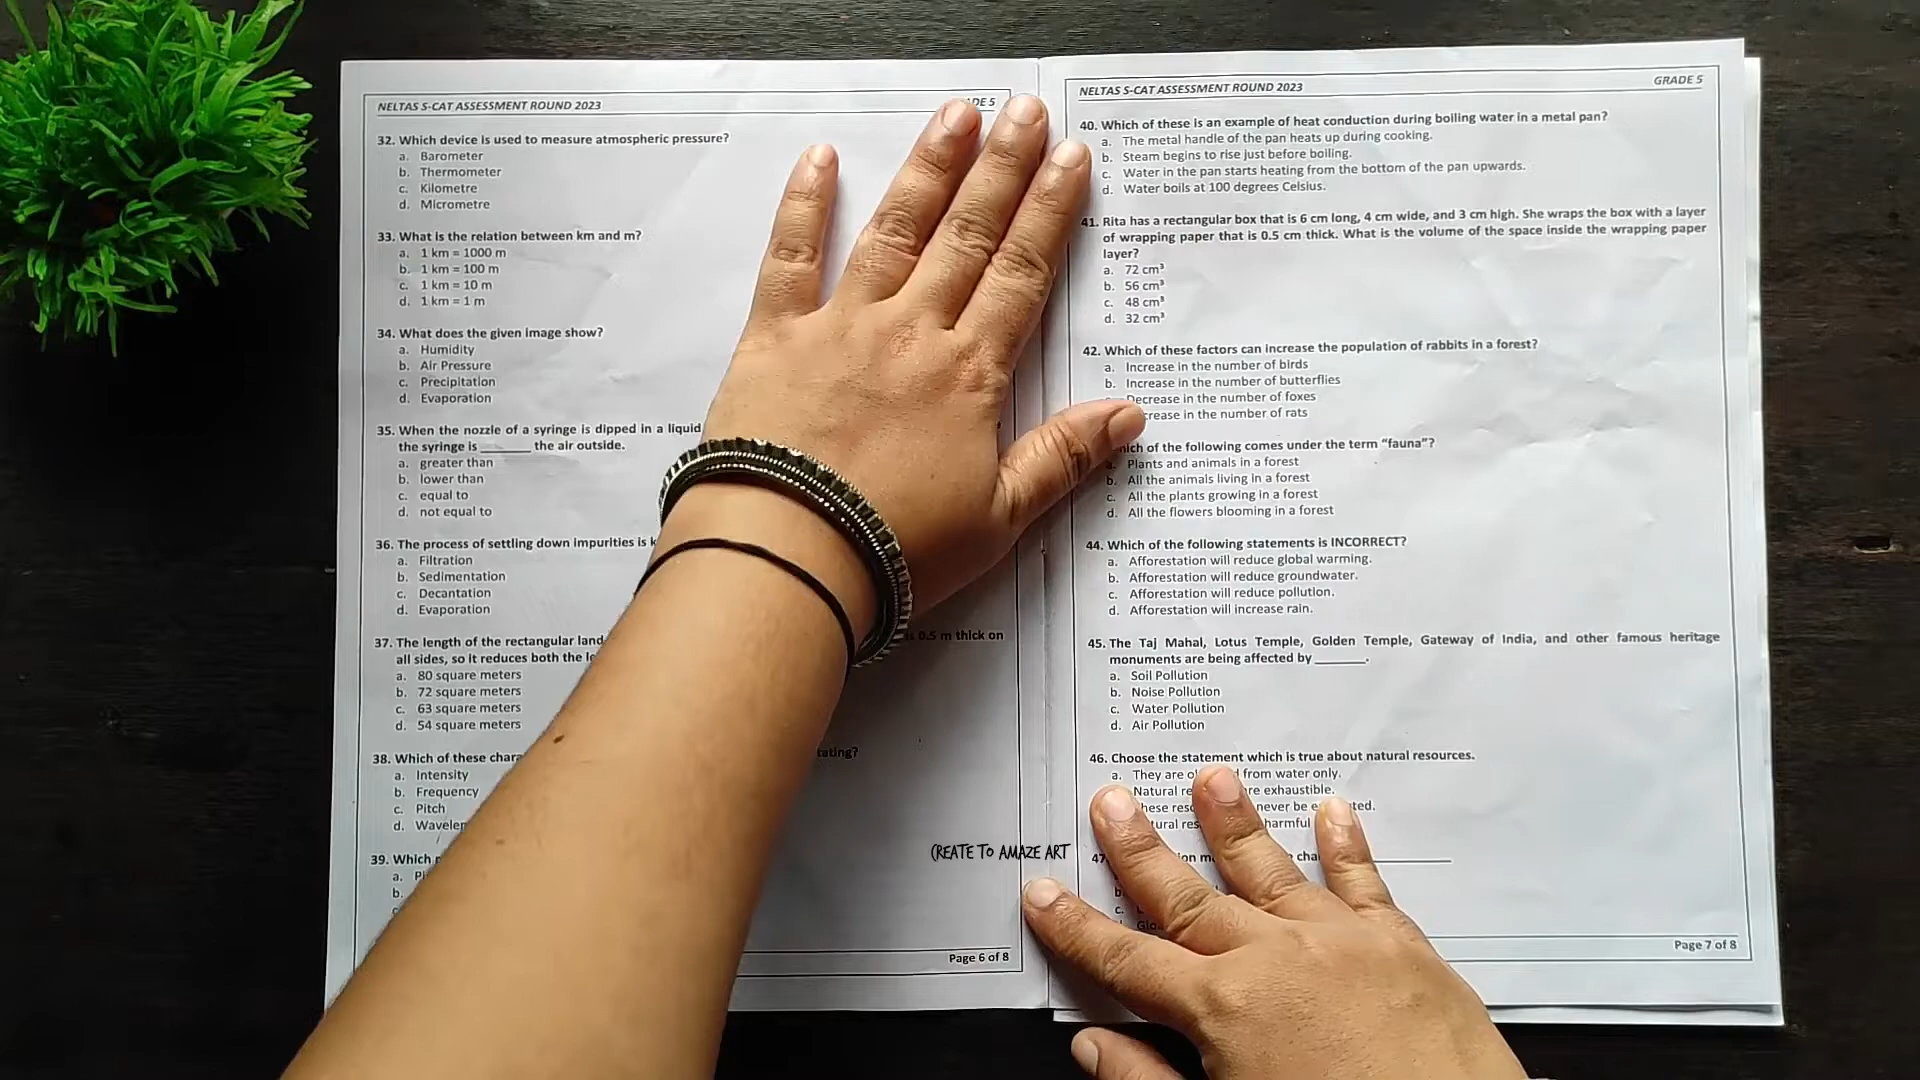 NELTAS S-CAT ASSESSMENT ROUND 2023
DE 5
32. Which device is used to measure atmospheric pressure?
a. Barometer
b. Thermometer
c. Kilometre
d. Micrometre
33. What is the relation between km and m?
a. 1 km = 1000 m
b. 1 km = 100 m
c. 1 km = 10 m
d. 1 km = 1 m
34. What does the given image show?
a. Humidity
b. Air Pressure
c. Precipitation
d. Evaporation
35. When the nozzle of a syringe is dipped in a liquid
the syringe is ______ the air outside.
a. greater than
b. lower than
c. equal to
d. not equal to
36. The process of settling down impurities is
a. Filtration
b. Sedimentation
c. Decantation
d. Evaporation
37. The length of the rectangular land
0.5 m thick on
all sides, so it reduces both the
a. 80 square meters
b. 72 square meters
c. 63 square meters
d. 54 square meters
38. Which of these
a. Intensity
b. Frequency
c. Pitch
d.
39. Which
a.
b.
Page 6 of 8
CREATE TO AMAZE ART
NELTAS S-CAT ASSESSMENT ROUND 2023
GRADE 5
40. Which of these is an example of heat conduction during boiling water in a metal pan?
a. The metal handle of the pan heats up during cooking.
b. Steam begins to rise just before boiling.
c. Water in the pan starts heating from the bottom of the pan upwards.
d. Water boils at 100 degrees Celsius.
41. Rita has a rectangular box that is 6 cm long, 4 cm wide, and 3 cm high. She wraps the box with a layer
of wrapping paper that is 0.5 cm thick. What is the volume of the space inside the wrapping paper
layer?
a. 72 cm³
b. 56 cm³
c. 48 cm³
d. 32 cm³
42. Which of these factors can increase the population of rabbits in a forest?
a. Increase in the number of birds
b. Increase in the number of butterflies
Decrease in the number of foxes
crease in the number of rats
of the following comes under the term “fauna”?
Plants and animals in a forest
b. All the animals living in a forest
c. All the plants growing in a forest
d. All the flowers blooming in a forest
44. Which of the following statements is INCORRECT?
a. Afforestation will reduce global warming.
b. Afforestation will reduce groundwater.
c. Afforestation will reduce pollution.
d. Afforestation will increase rain.
45. The Taj Mahal, Lotus Temple, Golden Temple, Gateway of India, and other famous heritage
monuments are being affected by ______.
a. Soil Pollution
b. Noise Pollution
c. Water Pollution
d. Air Pollution
46. Choose the statement which is true about natural resources.
a. They are from water only.
Natural exhaustible.
never be
harmful
47
c.
Page 7 of 8